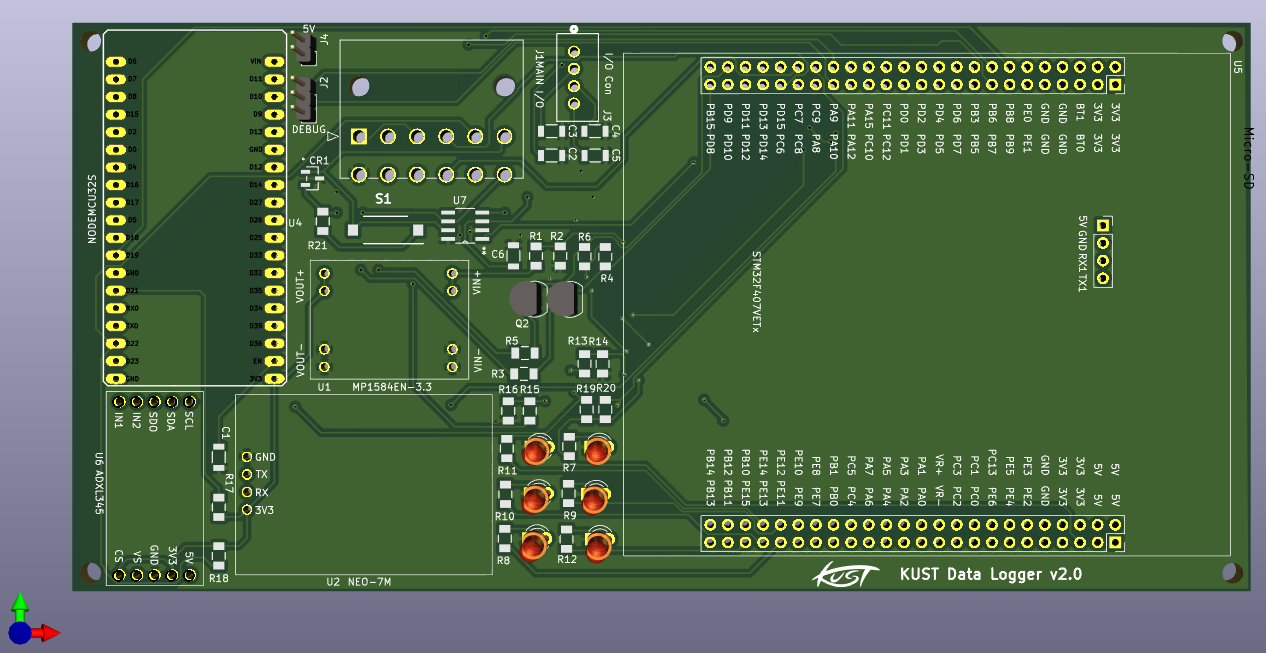 5V
J4
J2
DEBUG
CR1
D6
D7
D8
D15
D2
D0
D4
D16
D17
D5
D18
D19
GND
D21
RX0
TX0
D22
D23
GND
VIN
D11
D10
D9
D13
GND
D12
D14
D27
D26
D25
D33
D32
D35
D34
D39
D36
EN
3V3
NODEMCU32S
U4
R21
S1
U7
J1MAIN I/O
I/O Con
J3
C3
C4
C2
C5
C6
R1
R2
R6
R4
Q2
VOUT+
VIN+
VOUT-
VIN-
U1
MP1584EN-3.3
R5
R3
R13
R14
R16
R15
R19
R20
R11
R7
R10
R9
R8
R12
IN1
IN2
SDO
SDA
SCL
U6 ADXL345
CS
VS
GND
3V3
5V
C1
R17
R18
GND
TX
RX
3V3
U2 NEO-7M
U5
Micro-SD
PB15 PD9 PD11 PD13 PD15 PC7 PC9 PA9 PA11 PA15 PC11 PD0 PD2 PD4 PD6 PB3 PB6 PB8 PE0 GND GND BT1 3V3 3V3
PD8 PD10 PD12 PD14 PC6 PC8 PA8 PA10 PA12 PC10 PC12 PD1 PD3 PD5 PD7 PB5 PB7 PB9 PE1 GND GND BT0 3V3 3V3
STM32F407VETx
5V
GND
RX1
TX1
PB14 PB12 PB10 PE14 PE12 PE10 PE8 PB1 PC5 PA7 PA5 PA3 PA1 VR+ PC3 PC1 PC13 PE5 PE3 GND 3V3 3V3 5V 5V
PB13 PB11 PE15 PE13 PE11 PE9 PE7 PB0 PC4 PA6 PA4 PA2 PA0 VR- PC2 PC0 PE6 PE4 PE2 GND 3V3 3V3 5V 5V
KUST
KUST Data Logger v2.0